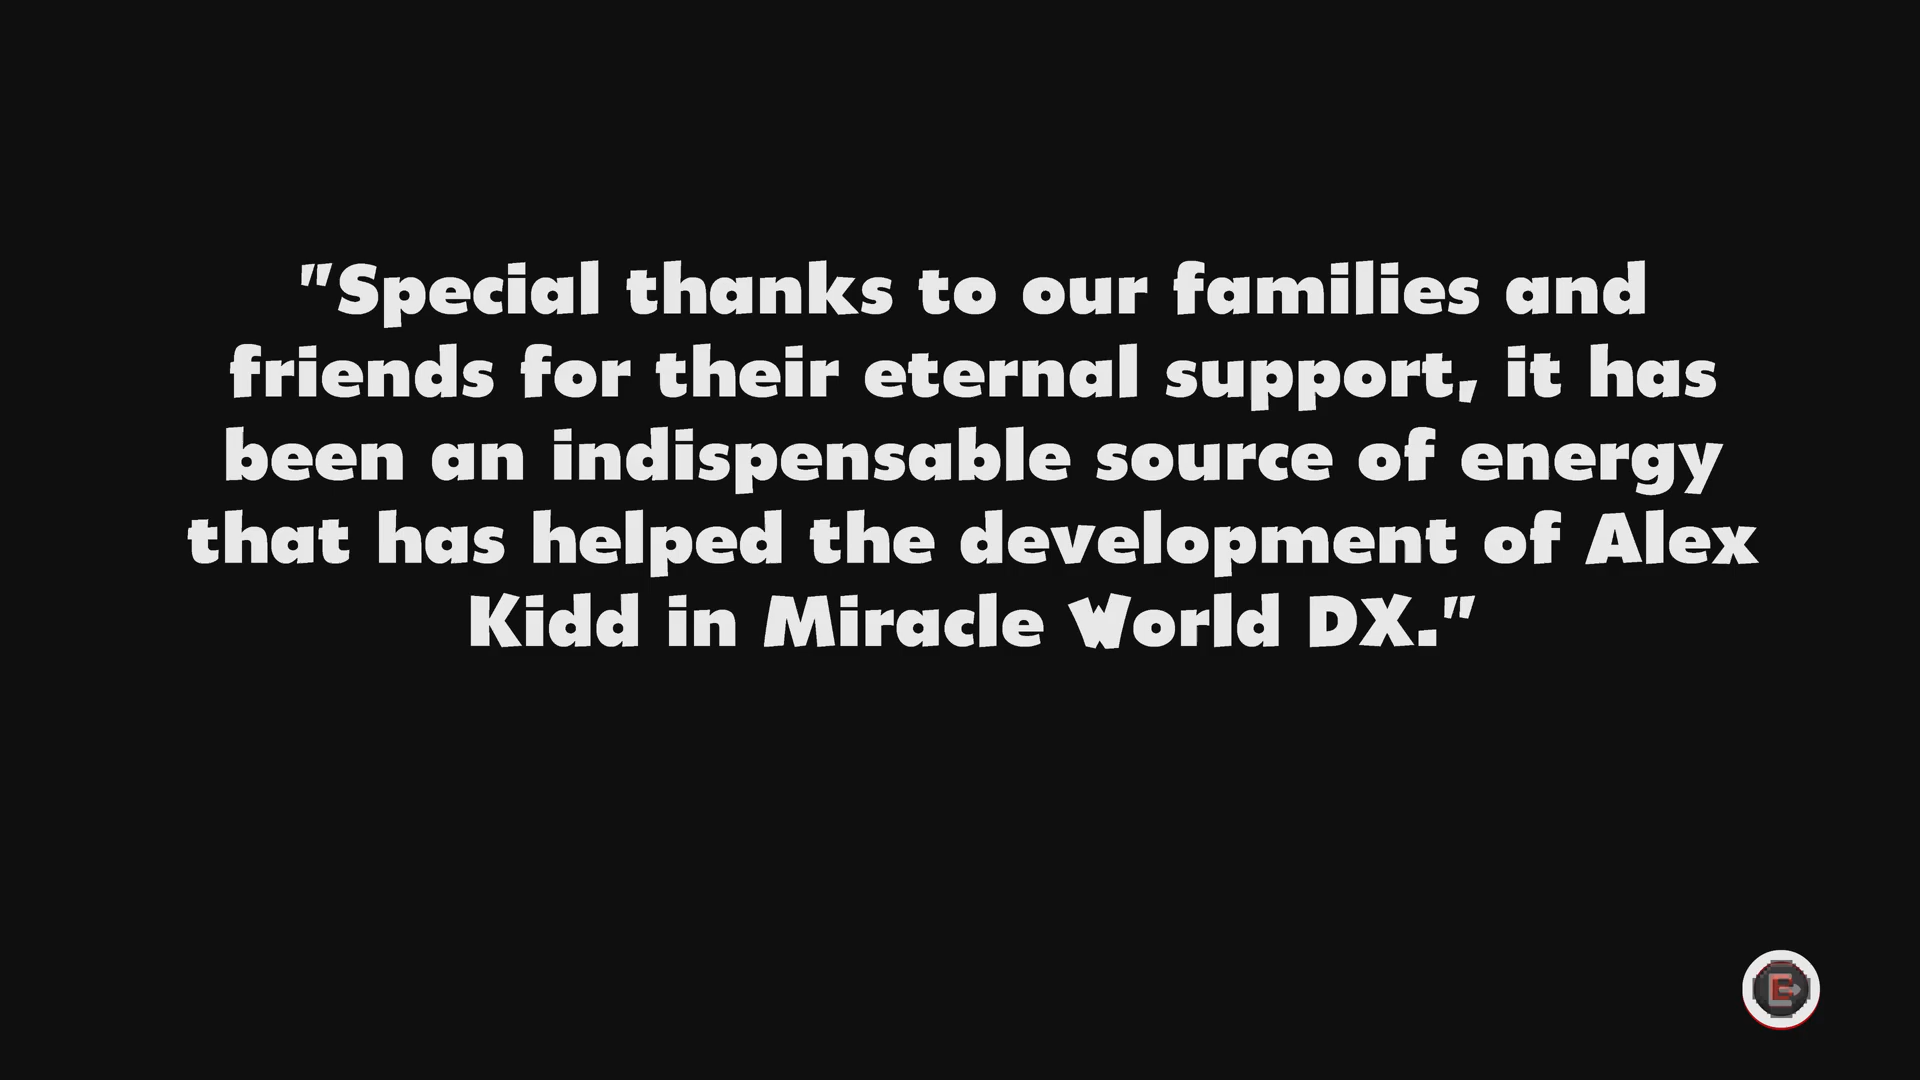 "Special thanks to our families and
friends for their eternal support, it has
been an indispensable source of energy
that has helped the development of Alex
Kidd in Miracle World DX."
E